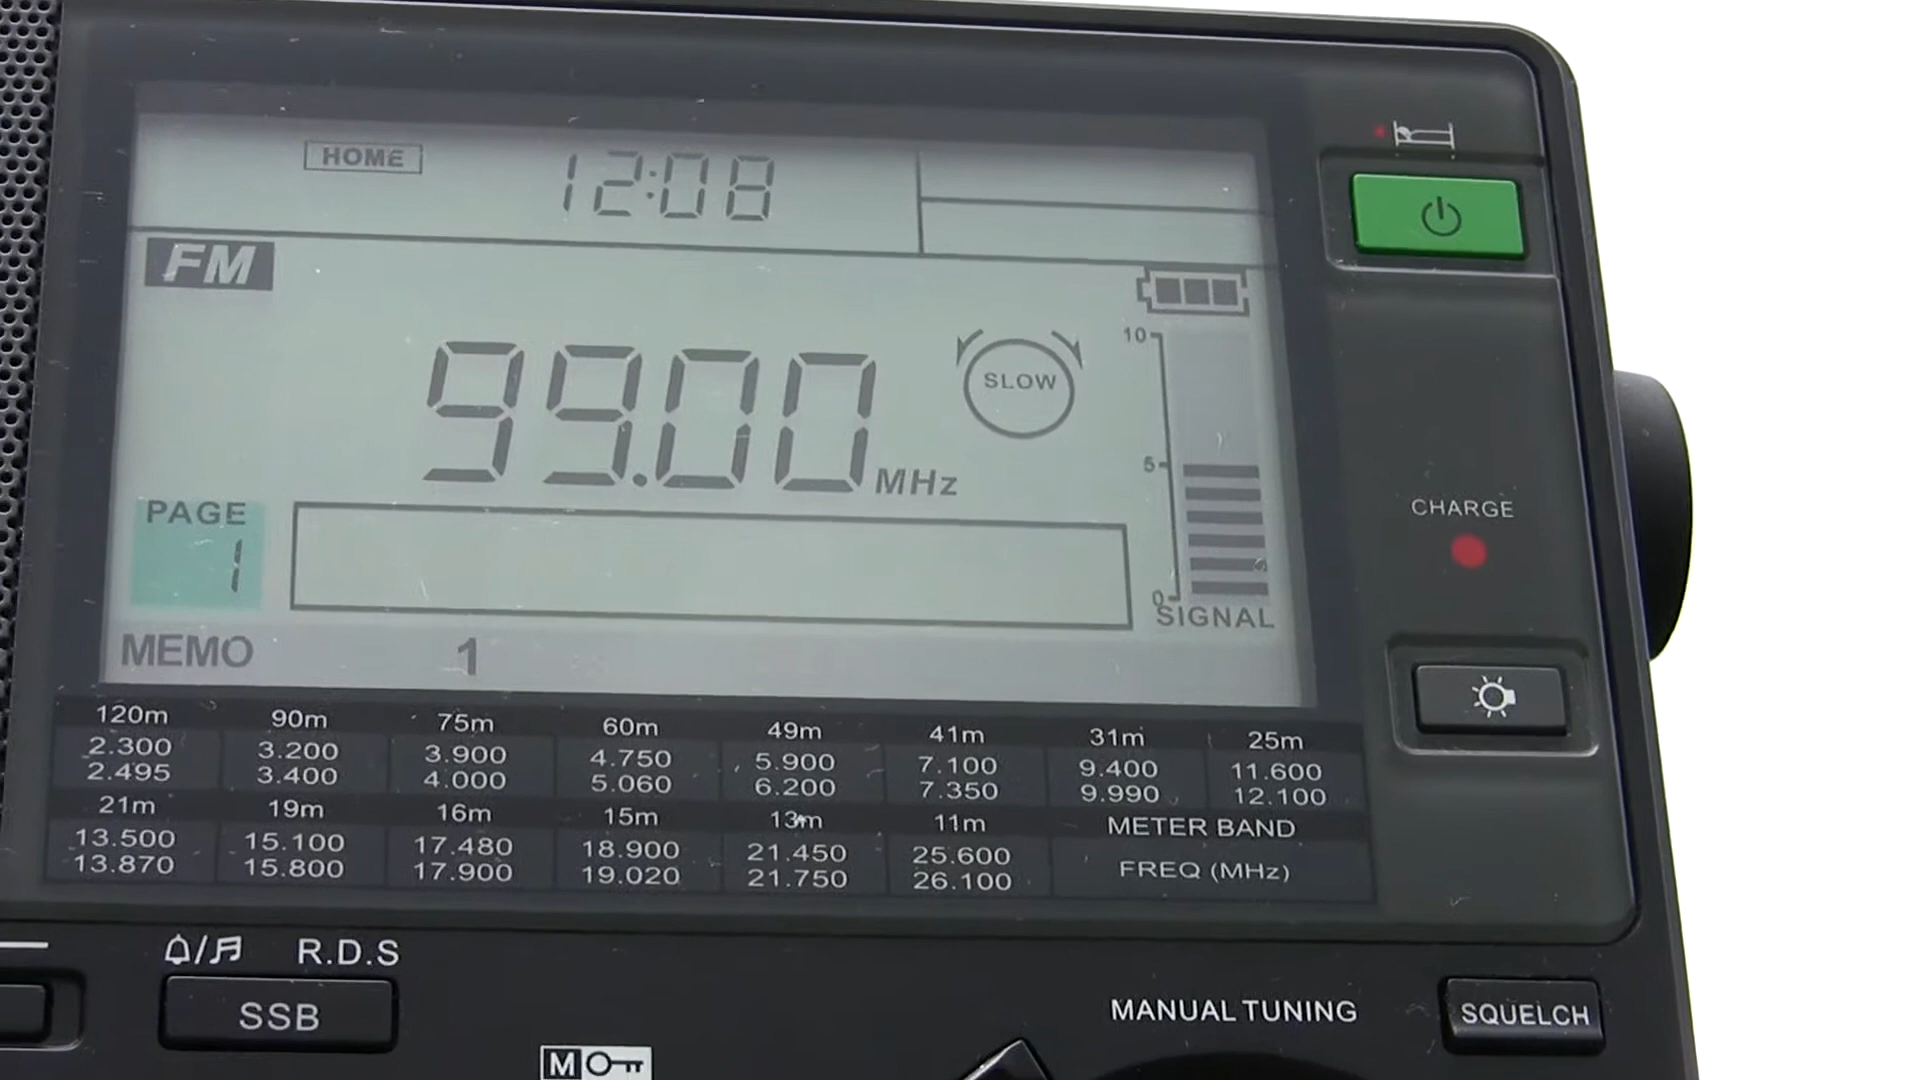 HOME 12:08
FM
10
99.00 MHz SLOW
5
PAGE
1
0
SIGNAL
MEMO 1
CHARGE
120m 90m 75m 60m 49m 41m 31m 25m
2.300 3.200 3.900 4.750 5.900 7.100 9.400 11.600
2.495 3.400 4.000 5.060 6.200 7.350 9.990 12.100
21m 19m 16m 15m 13m 11m METER BAND
13.500 15.100 17.480 18.900 21.450 25.600 FREQ (MHz)
13.870 15.800 17.900 19.020 21.750 26.100
/ R.D.S
SSB
MANUAL TUNING SQUELCH
M